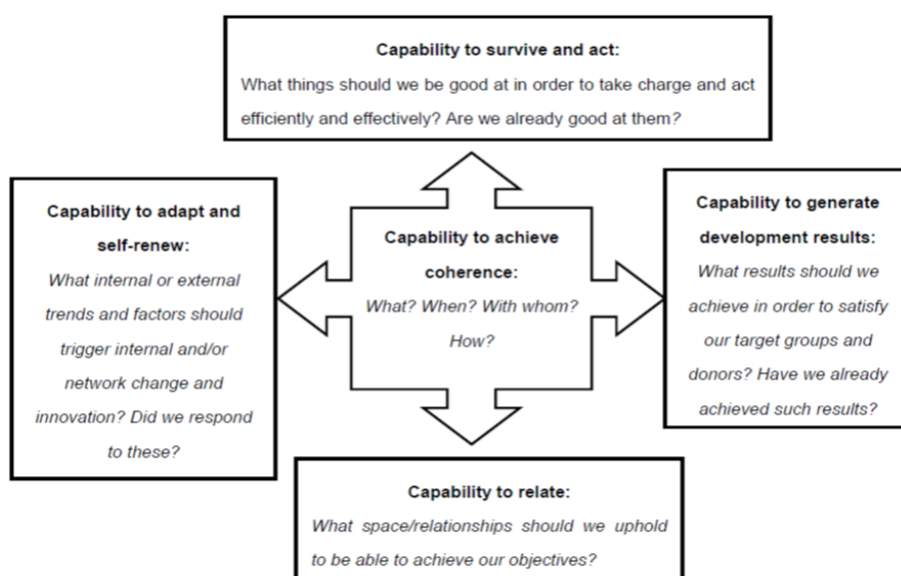 Capability to survive and act:
What things should we be good at in order to take charge and act
efficiently and effectively? Are we already good at them?
Capability to adapt and
self-renew:
What internal or external
trends and factors should
trigger internal and/or
network change and
innovation? Did we respond
to these?
Capability to achieve
coherence:
What? When? With whom?
How?
Capability to generate
development results:
What results should we
achieve in order to satisfy
our target groups and
donors? Have we already
achieved such results?
Capability to relate:
What space/relationships should we uphold
to be able to achieve our objectives?